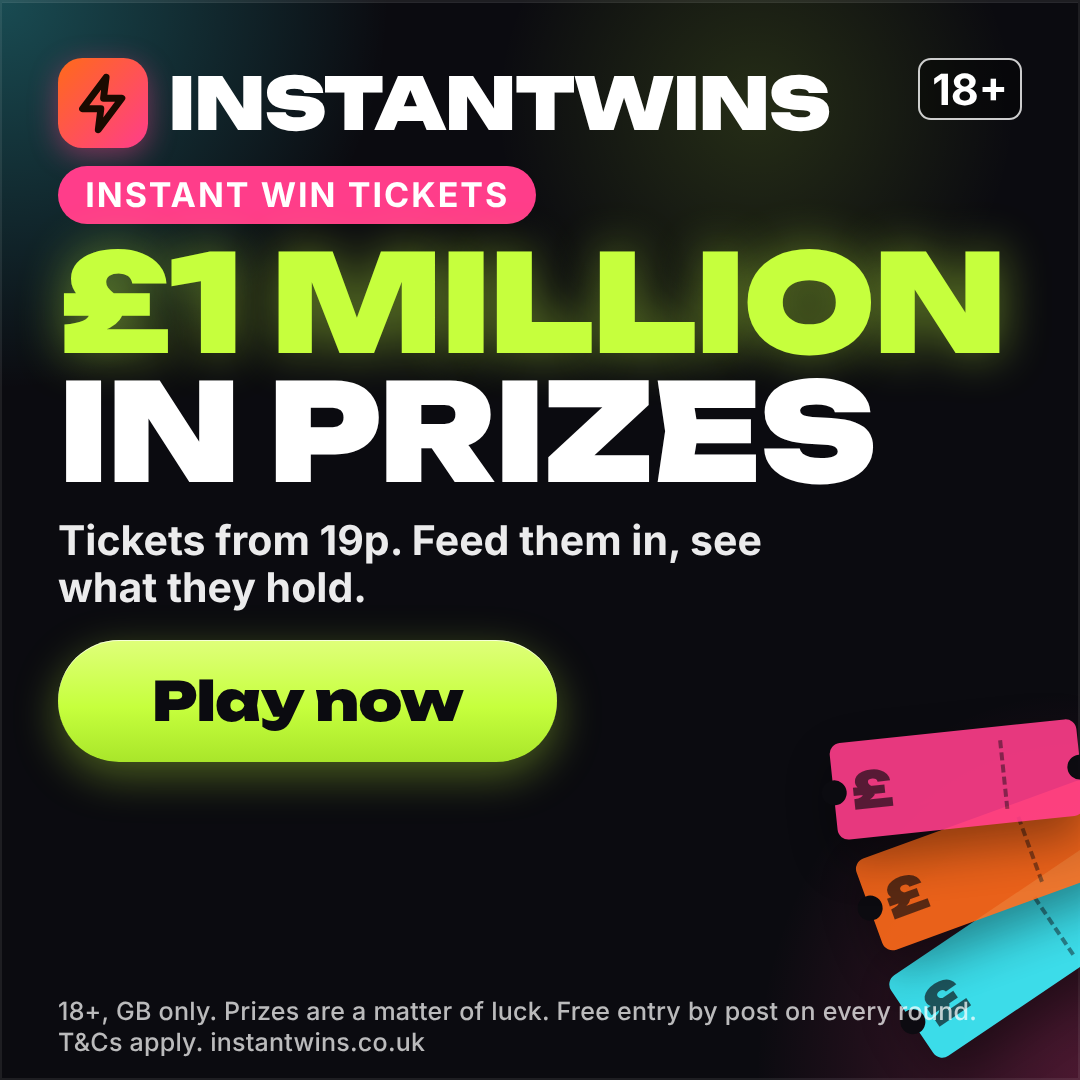 INSTANTWINS
18+
INSTANT WIN TICKETS
£1 MILLION
IN PRIZES
Tickets from 19p. Feed them in, see
what they hold.
Play now
£
£
£
18+, GB only. Prizes are a matter of luck. Free entry by post on every round.
T&Cs apply. instantwins.co.uk